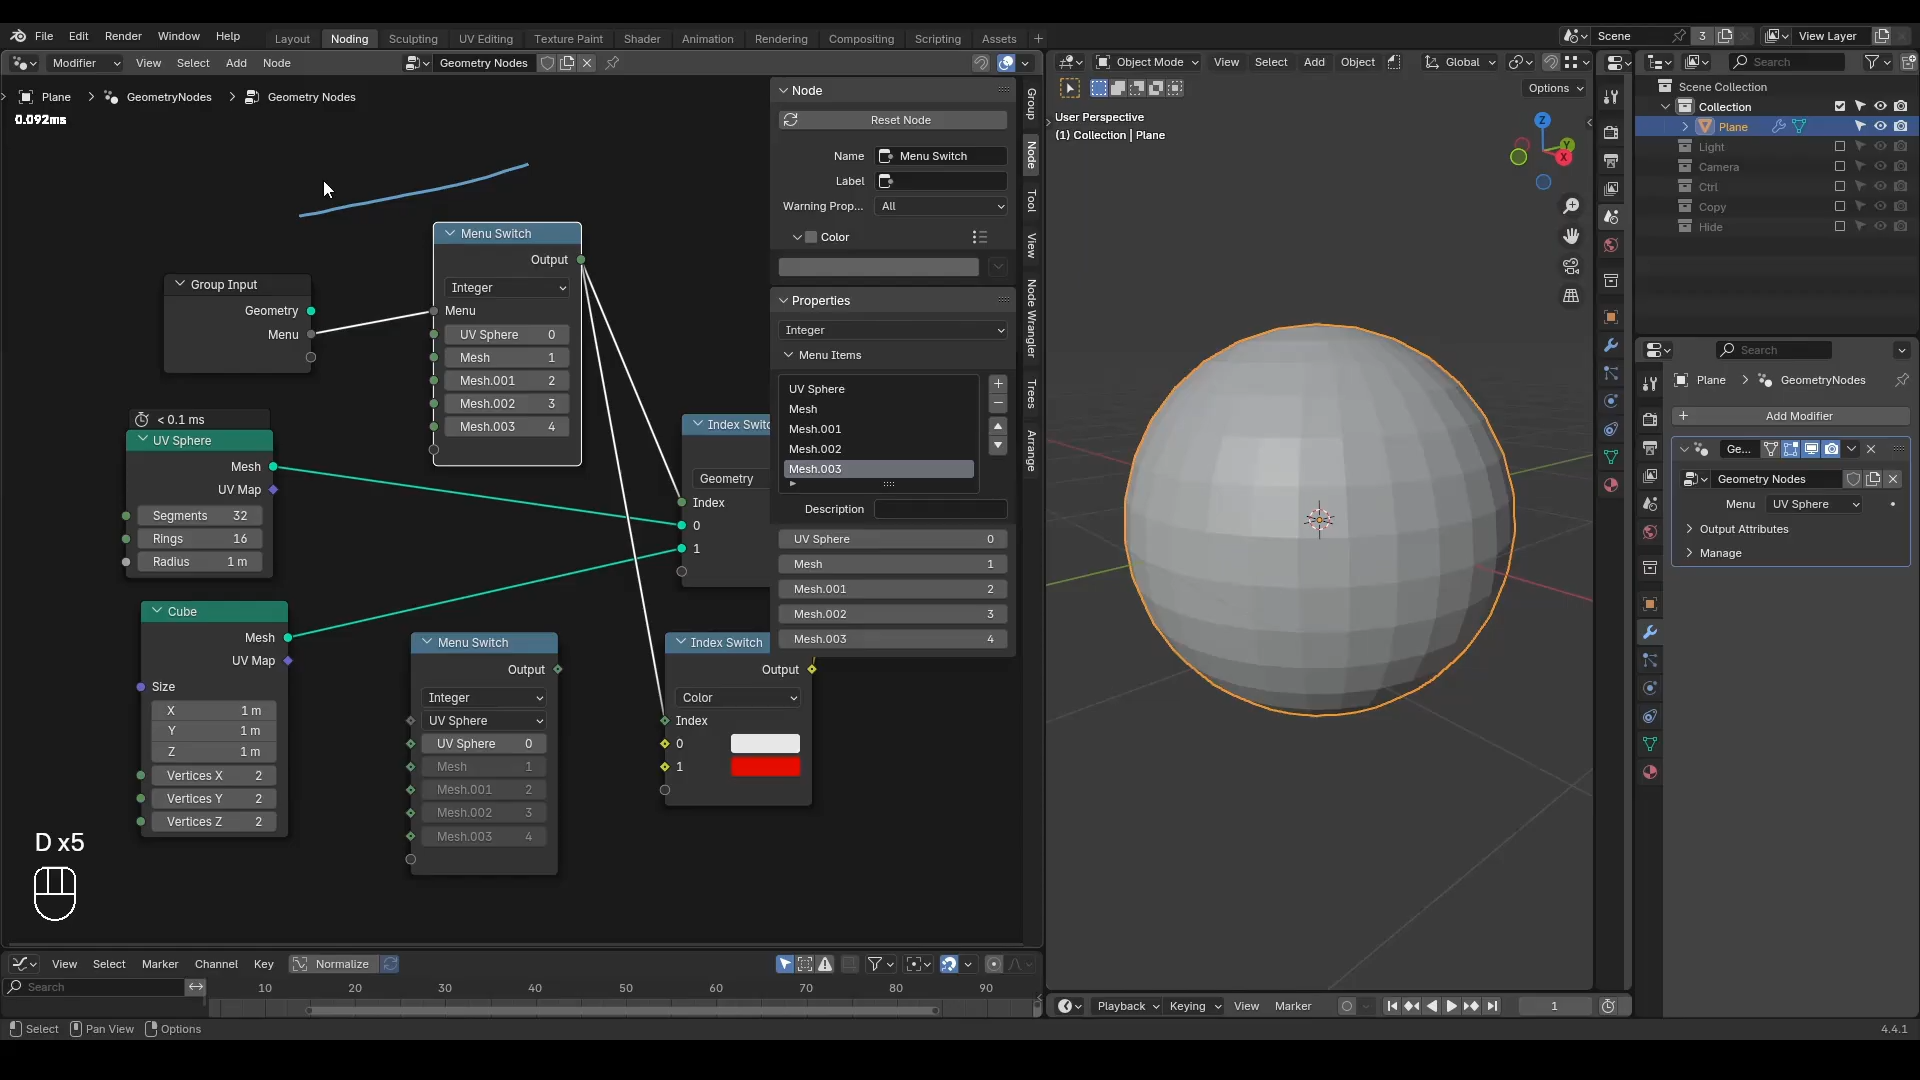 File Edit Render Window Help
Layout Noding Sculpting UV Editing Texture Paint Shader Animation Rendering Compositing Scripting Assets
Scene 3 View Layer
Modifier View Select Add Node Geometry Nodes
Object Mode View Select Add Object Global
Search
Plane GeometryNodes Geometry Nodes
0.092ms
Options
User Perspective
(1) Collection | Plane
Z
Y
X
Node
Reset Node
Name Menu Switch
Label
Warning Prop... All
Color
Properties
Integer
Menu Items
UV Sphere
Mesh
Mesh.001
Mesh.002
Mesh.003
Description
UV Sphere 0
Mesh 1
Mesh.001 2
Mesh.002 3
Mesh.003 4
Group
Node
Tool
View
Node Wrangler
Trees
Arrange
Menu Switch
Output
Integer
Menu
UV Sphere 0
Mesh 1
Mesh.001 2
Mesh.002 3
Mesh.003 4
Group Input
Geometry
Menu
< 0.1 ms
UV Sphere
Mesh
UV Map
Segments 32
Rings 16
Radius 1 m
Index Switc
Geometry
Index
0
1
Cube
Mesh
UV Map
Size
X 1 m
Y 1 m
Z 1 m
Vertices X 2
Vertices Y 2
Vertices Z 2
Menu Switch
Output
Integer
UV Sphere
UV Sphere 0
Mesh 1
Mesh.001 2
Mesh.002 3
Mesh.003 4
Index Switch
Output
Color
Index
0
1
D x5
Scene Collection
Collection
Plane
Light
Camera
Ctrl
Copy
Hide
Search
Plane GeometryNodes
Add Modifier
Ge...
Geometry Nodes
Menu UV Sphere
Output Attributes
Manage
View Select Marker Channel Key Normalize
Search
10 20 30 40 50 60 70 80 90
Playback Keying View Marker 1
Select Pan View Options
4.4.1